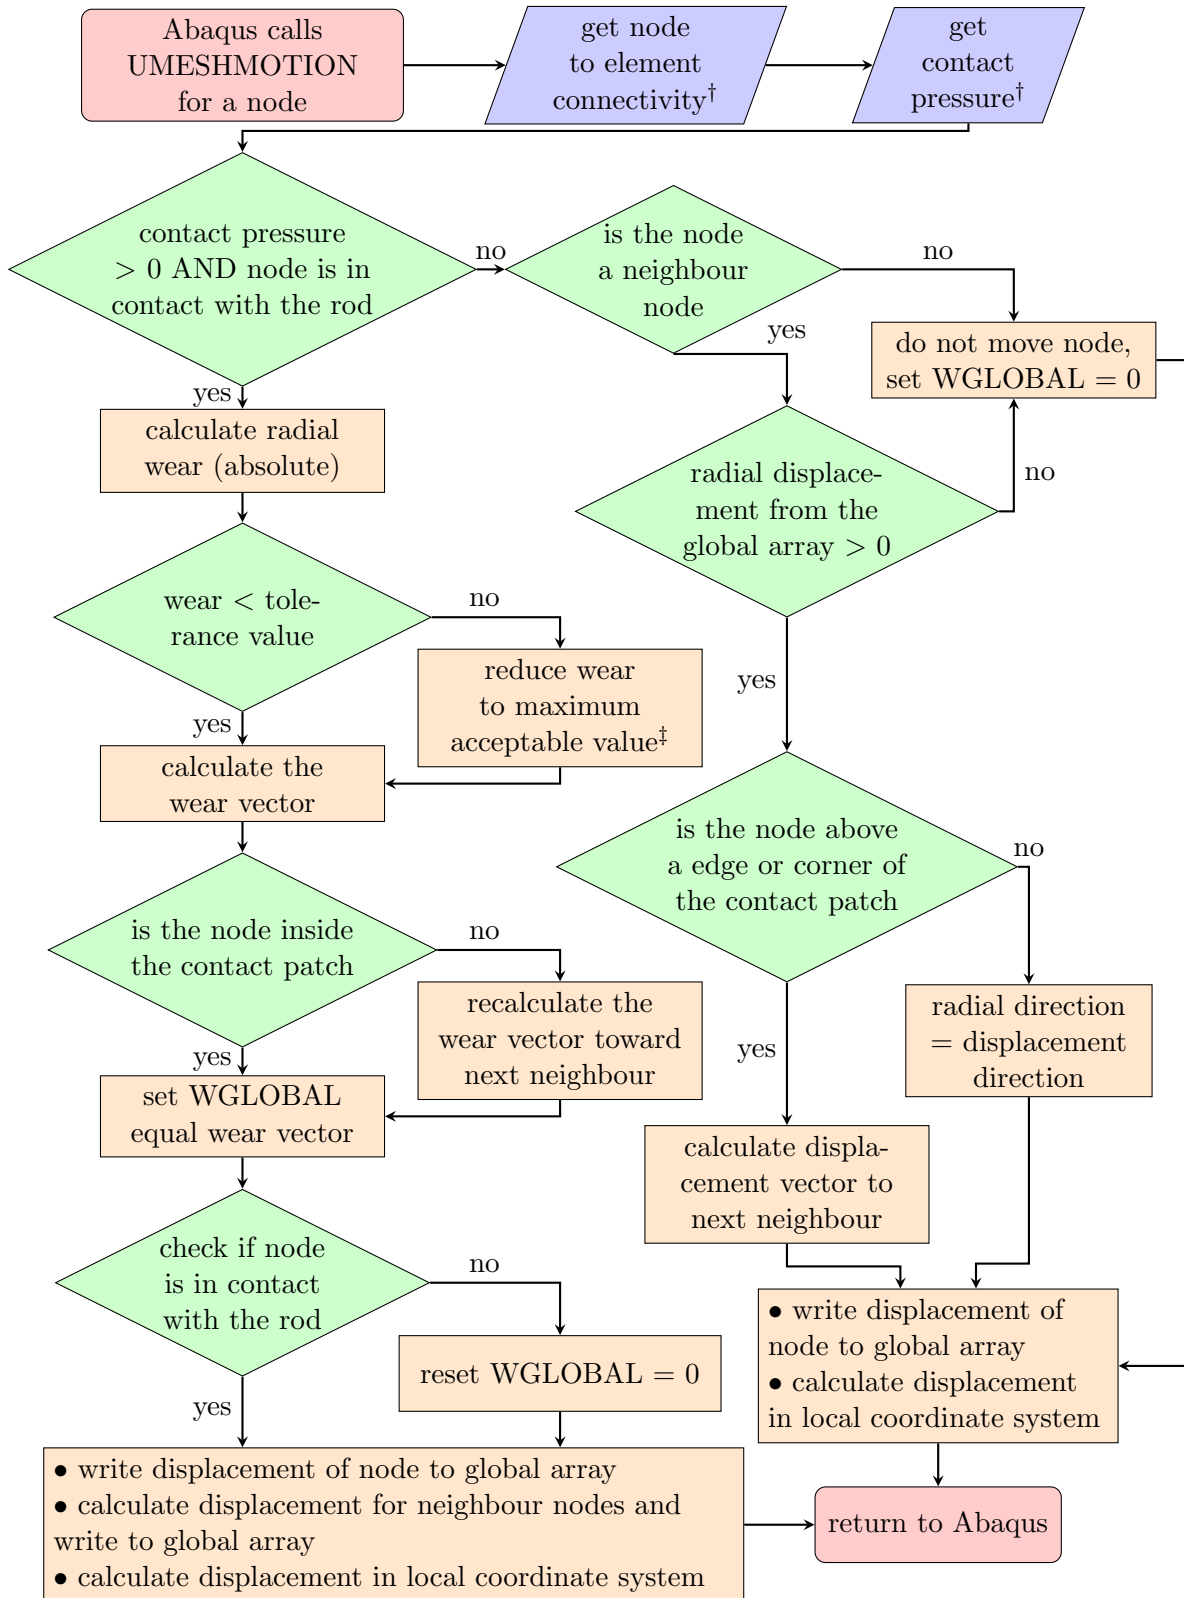 Abaqus calls
UMESHMOTION
for a node
get node
to element
connectivity†
get
contact
pressure†
contact pressure
> 0 AND node is in
contact with the rod
no
is the node
a neighbour
node
no
yes
do not move node,
set WGLOBAL = 0
yes
calculate radial
wear (absolute)
radial displace-
ment from the
global array > 0
no
wear < tole-
rance value
no
reduce wear
to maximum
acceptable value‡
yes
yes
calculate the
wear vector
is the node above
a edge or corner of
the contact patch
no
is the node inside
the contact patch
no
recalculate the
wear vector toward
next neighbour
yes
radial direction
= displacement
direction
yes
set WGLOBAL
equal wear vector
calculate displa-
cement vector to
next neighbour
check if node
is in contact
with the rod
no
reset WGLOBAL = 0
yes
• write displacement of
node to global array
• calculate displacement
in local coordinate system
• write displacement of node to global array
• calculate displacement for neighbour nodes and
write to global array
• calculate displacement in local coordinate system
return to Abaqus